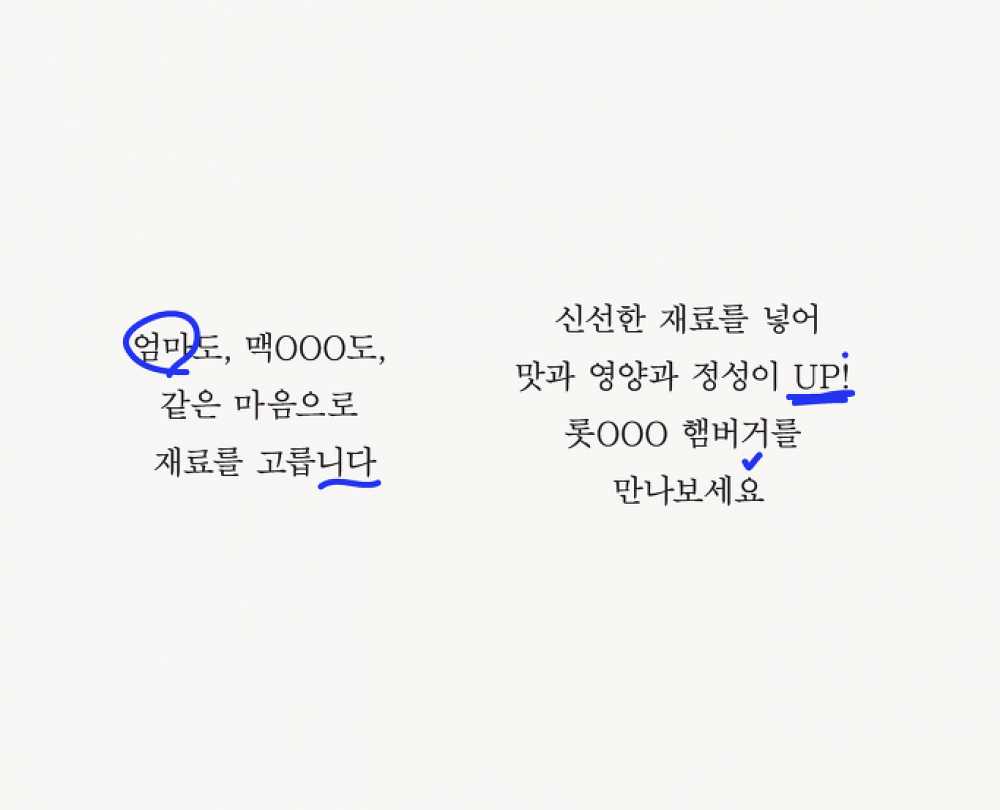 엄마도, 맥OOO도,
같은 마음으로
재료를 고릅니다
신선한 재료를 넣어
맛과 영양과 정성이 UP!
롯OOO 햄버거를
만나보세요